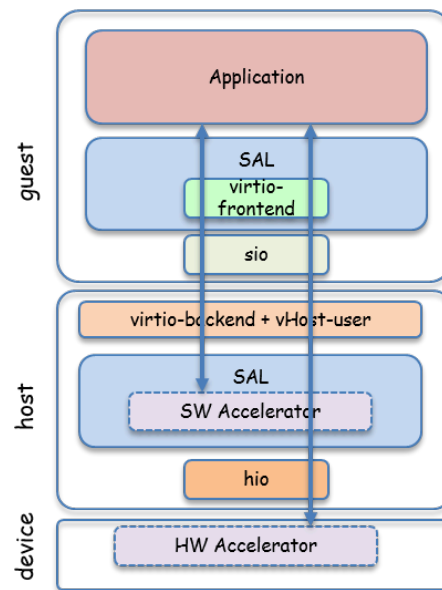 Application
SAL
virtio-
frontend
sio
guest
virtio-backend + vHost-user
SAL
SW Accelerator
hio
host
HW Accelerator
device